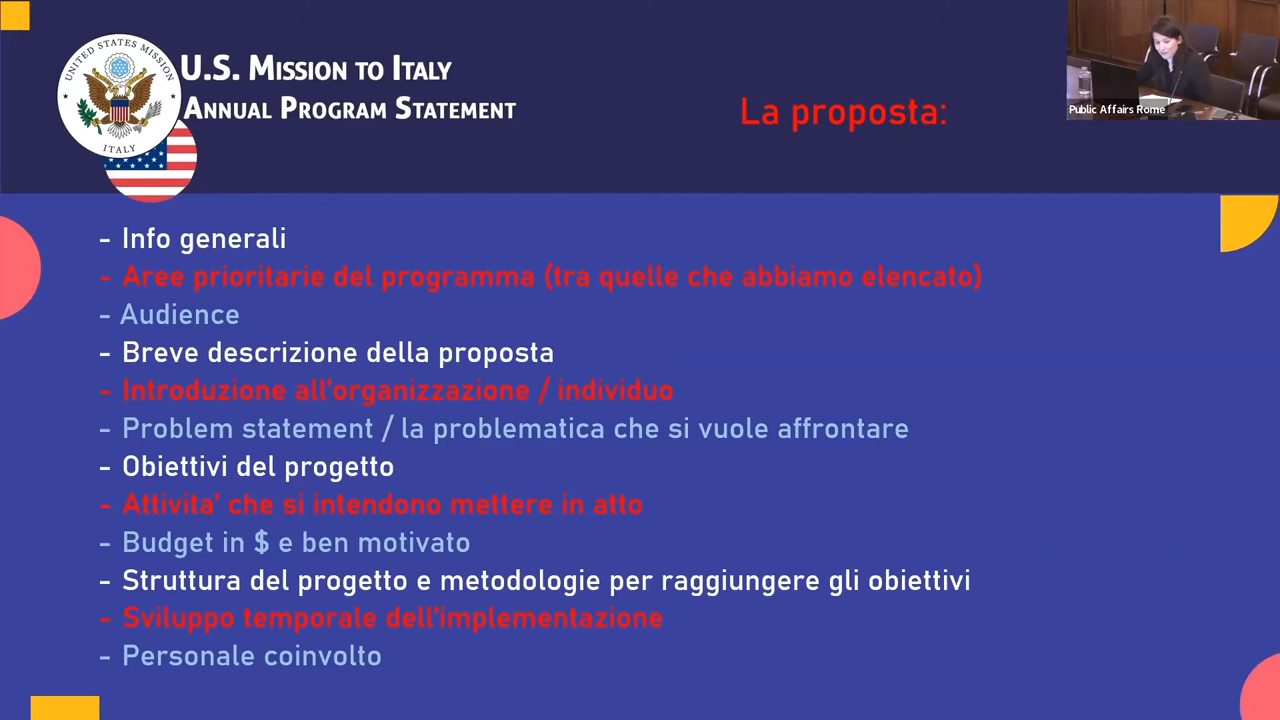 UNITED STATES MISSION
ITALY
U.S. MISSION TO ITALY
ANNUAL PROGRAM STATEMENT
La proposta:
Public Affairs Rome
- Info generali
- Aree prioritarie del programma (tra quelle che abbiamo elencato)
- Audience
- Breve descrizione della proposta
- Introduzione all'organizzazione / individuo
- Problem statement / la problematica che si vuole affrontare
- Obiettivi del progetto
- Attivita' che si intendono mettere in atto
- Budget in $ e ben motivato
- Struttura del progetto e metodologie per raggiungere gli obiettivi
- Sviluppo temporale dell'implementazione
- Personale coinvolto